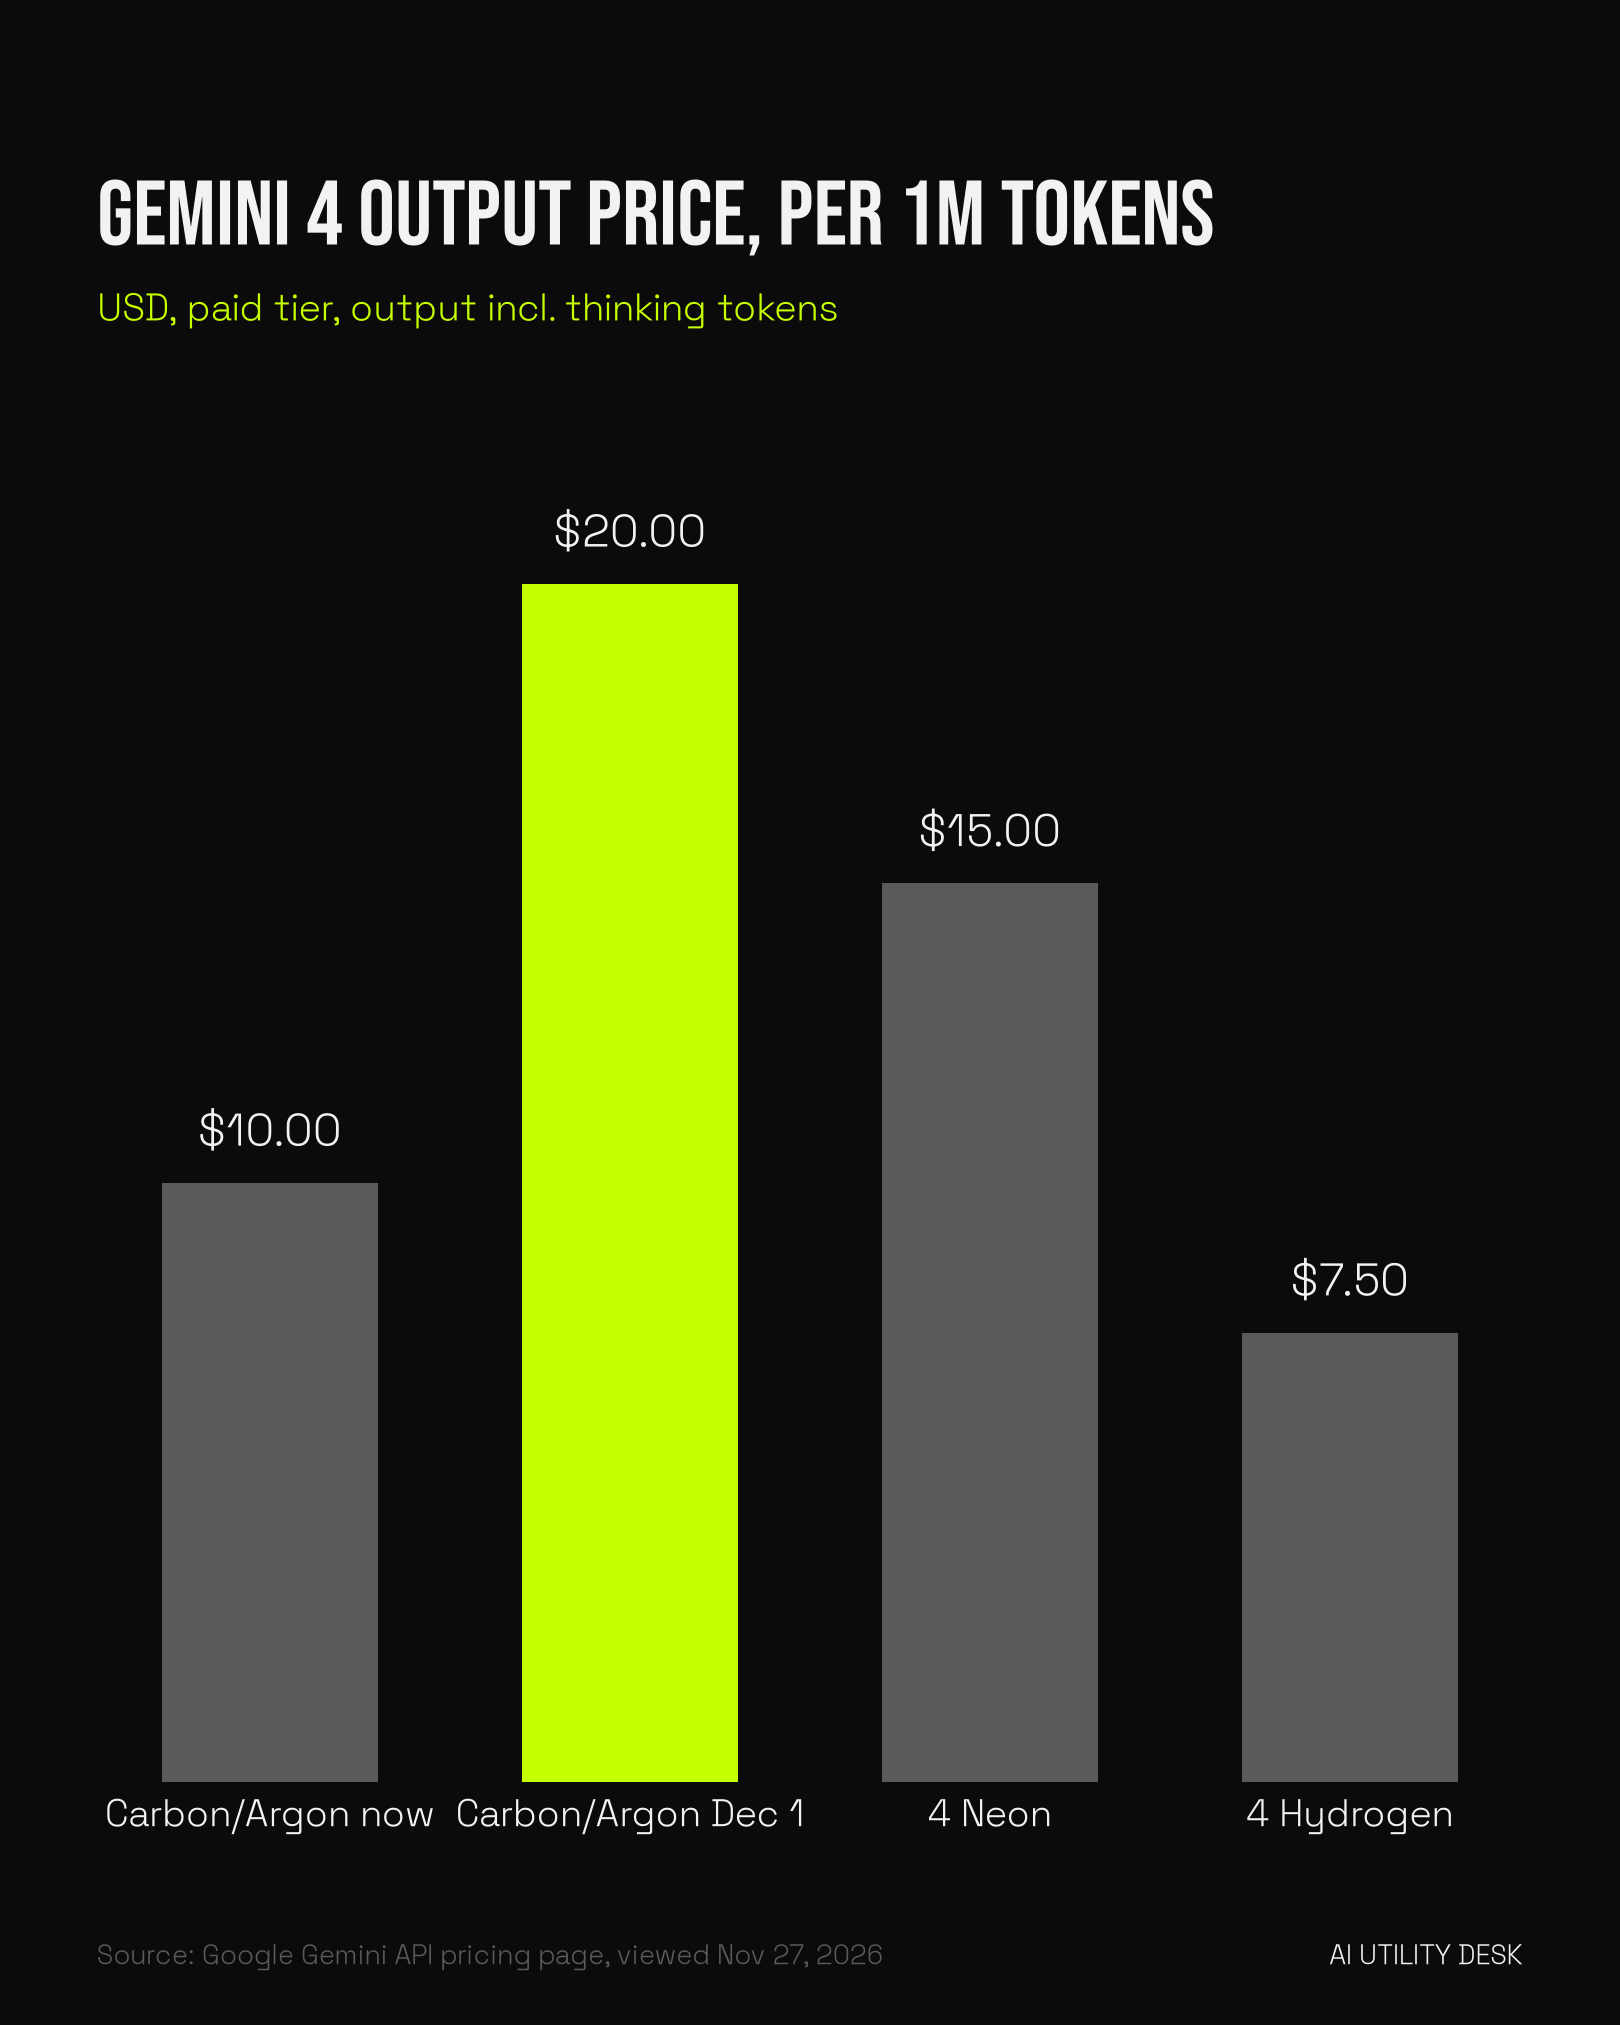 GEMINI 4 OUTPUT PRICE, PER 1M TOKENS
USD, paid tier, output incl. thinking tokens
$20.00
$15.00
$10.00
$7.50
Carbon/Argon now Carbon/Argon Dec 1 4 Neon 4 Hydrogen
Source: Google Gemini API pricing page, viewed Nov 27, 2026 AI UTILITY DESK